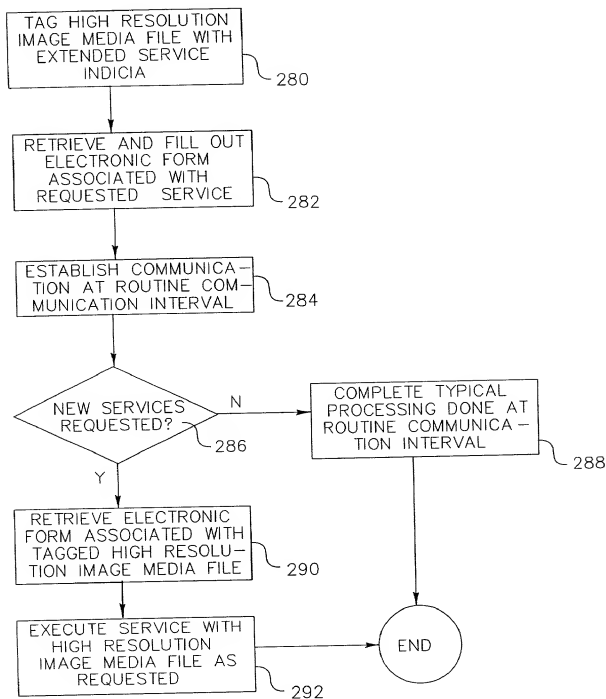 TAG HIGH RESOLUTION
IMAGE MEDIA FILE WITH
EXTENDED SERVICE
INDICIA
280
RETRIEVE AND FILL OUT
ELECTRONIC FORM
ASSOCIATED WITH
REQUESTED SERVICE
282
ESTABLISH COMMUNICA-
TION AT ROUTINE COM-
MUNICATION INTERVAL
284
NEW SERVICES
REQUESTED?
286
N
COMPLETE TYPICAL
PROCESSING DONE AT
ROUTINE COMMUNICA-
TION INTERVAL
288
Y
RETRIEVE ELECTRONIC
FORM ASSOCIATED WITH
TAGGED HIGH RESOLU-
TION IMAGE MEDIA FILE
290
EXECUTE SERVICE WITH
HIGH RESOLUTION
IMAGE MEDIA FILE AS
REQUESTED
292
END